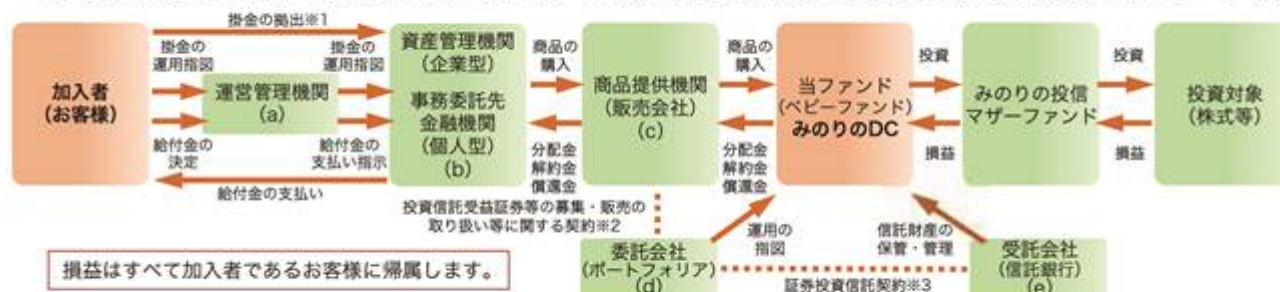 掛金の拠出※1
掛金の
運用指図
掛金の
運用指図
加入者
(お客様)
運営管理機関
(a)
給付金の
決定
給付金の
支払い指示
給付金の支払い
資産管理機関
(企業型)
事務委託先
金融機関
(個人型)
(b)
商品の
購入
分配金
解約金
償還金
商品提供機関
(販売会社)
(c)
商品の
購入
分配金
解約金
償還金
当ファンド
(ベビーファンド)
みのりのDC
投資
損益
みのりの投信
マザーファンド
投資
損益
投資対象
(株式等)
投資信託受益証券等の募集・販売の
取り扱い等に関する契約※2
委託会社
(ポートフォリア)
(d)
運用の
指図
信託財産の
保管・管理
証券投資信託契約※3
受託会社
(信託銀行)
(e)
損益はすべて加入者であるお客様に帰属します。